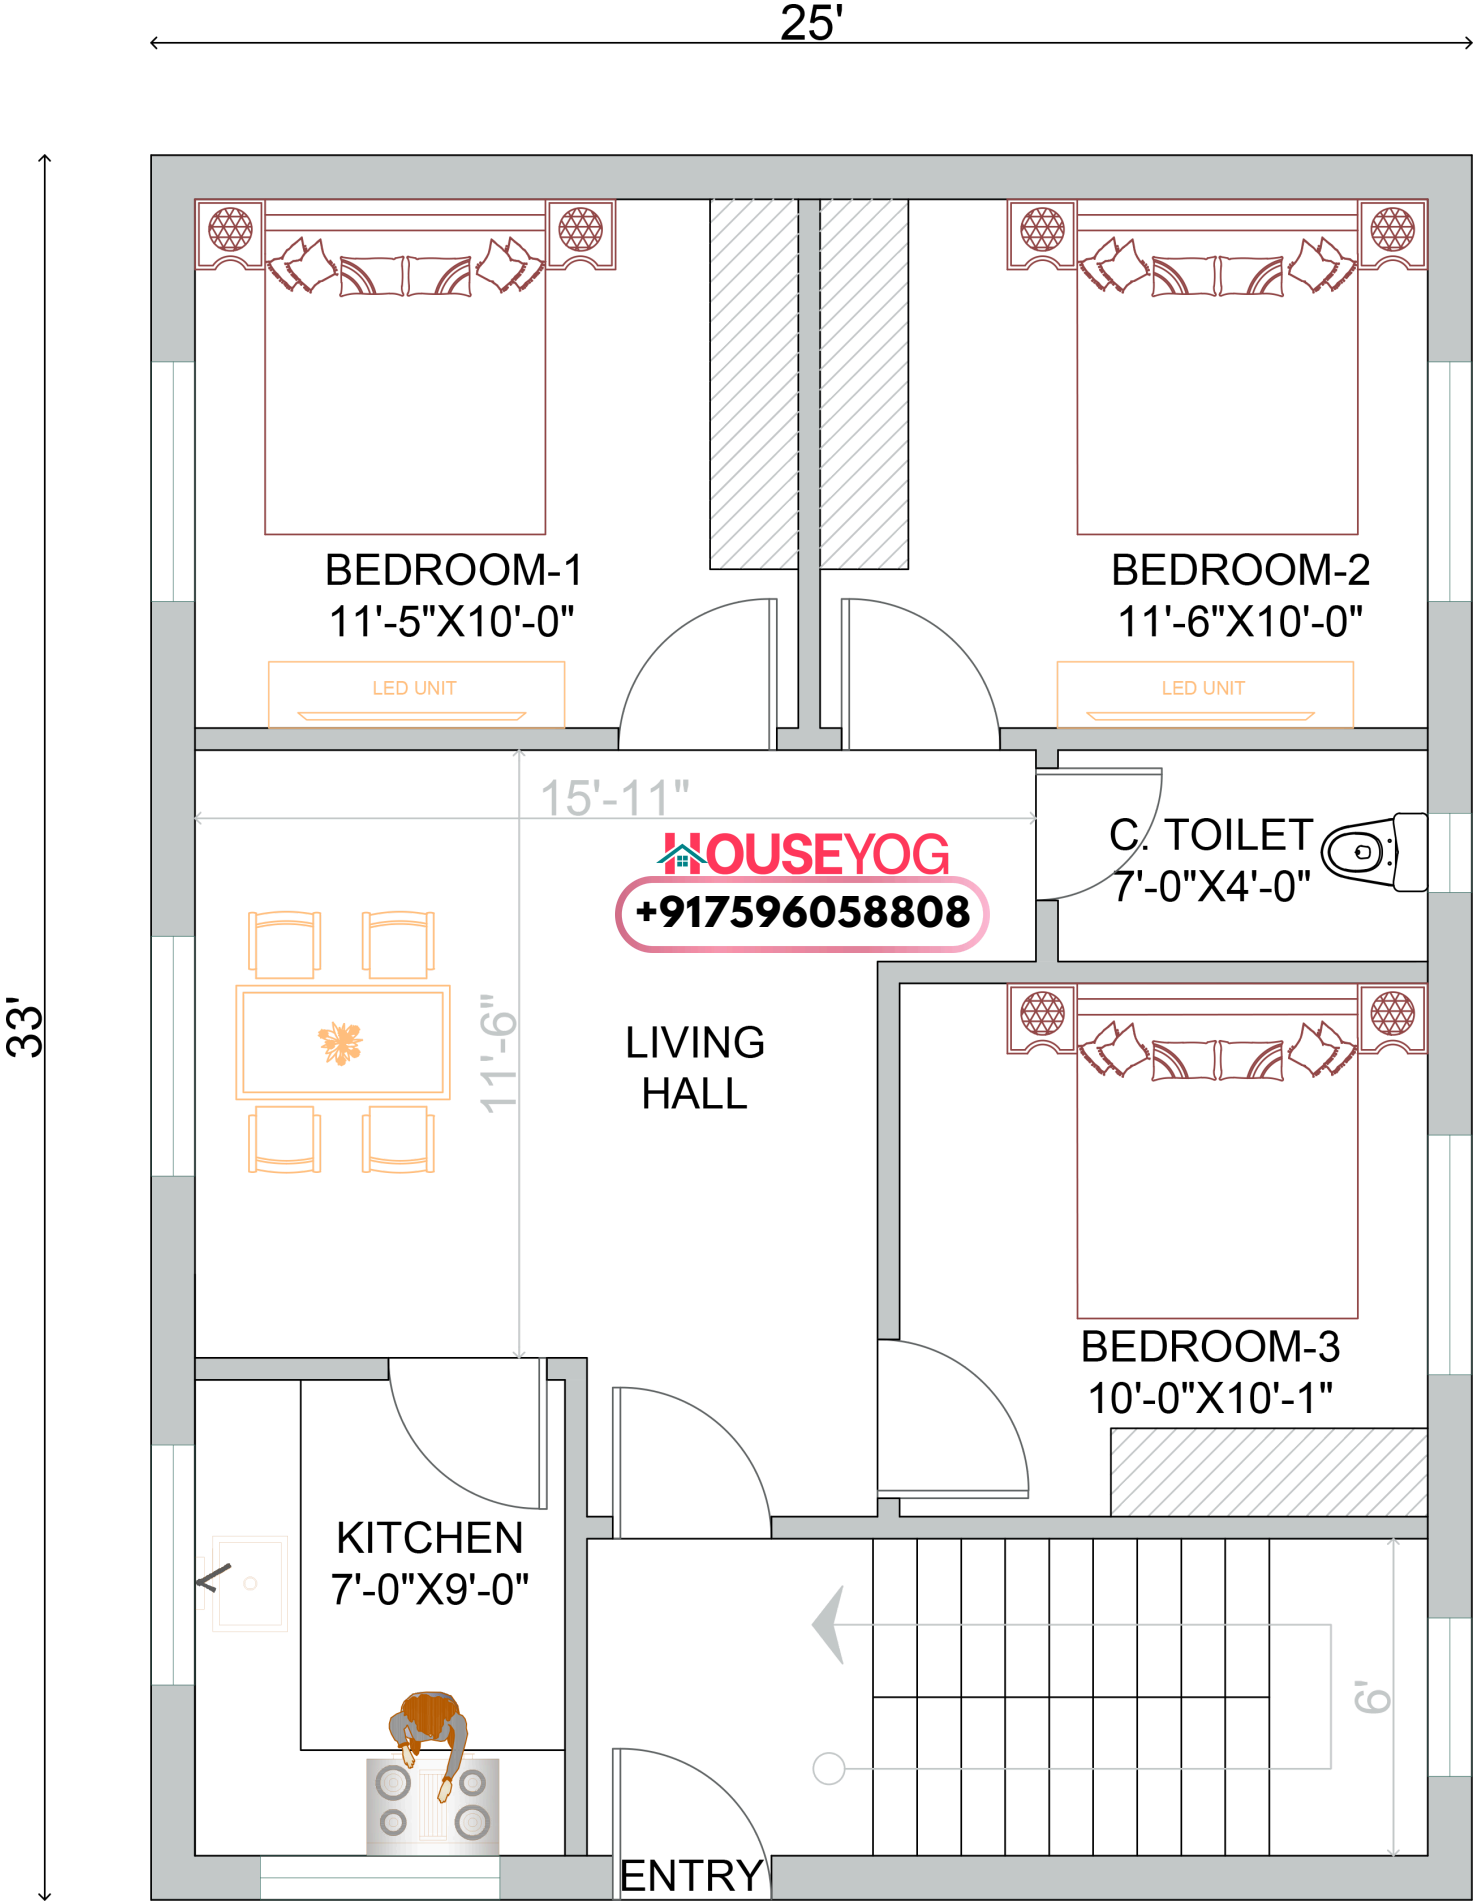 25'
33'
BEDROOM-1
11'-5"X10'-0"
LED UNIT
BEDROOM-2
11'-6"X10'-0"
LED UNIT
15'-11"
HOUSEYOG
+917596058808
C. TOILET
7'-0"X4'-0"
11'-6"
LIVING
HALL
BEDROOM-3
10'-0"X10'-1"
KITCHEN
7'-0"X9'-0"
6'
ENTRY